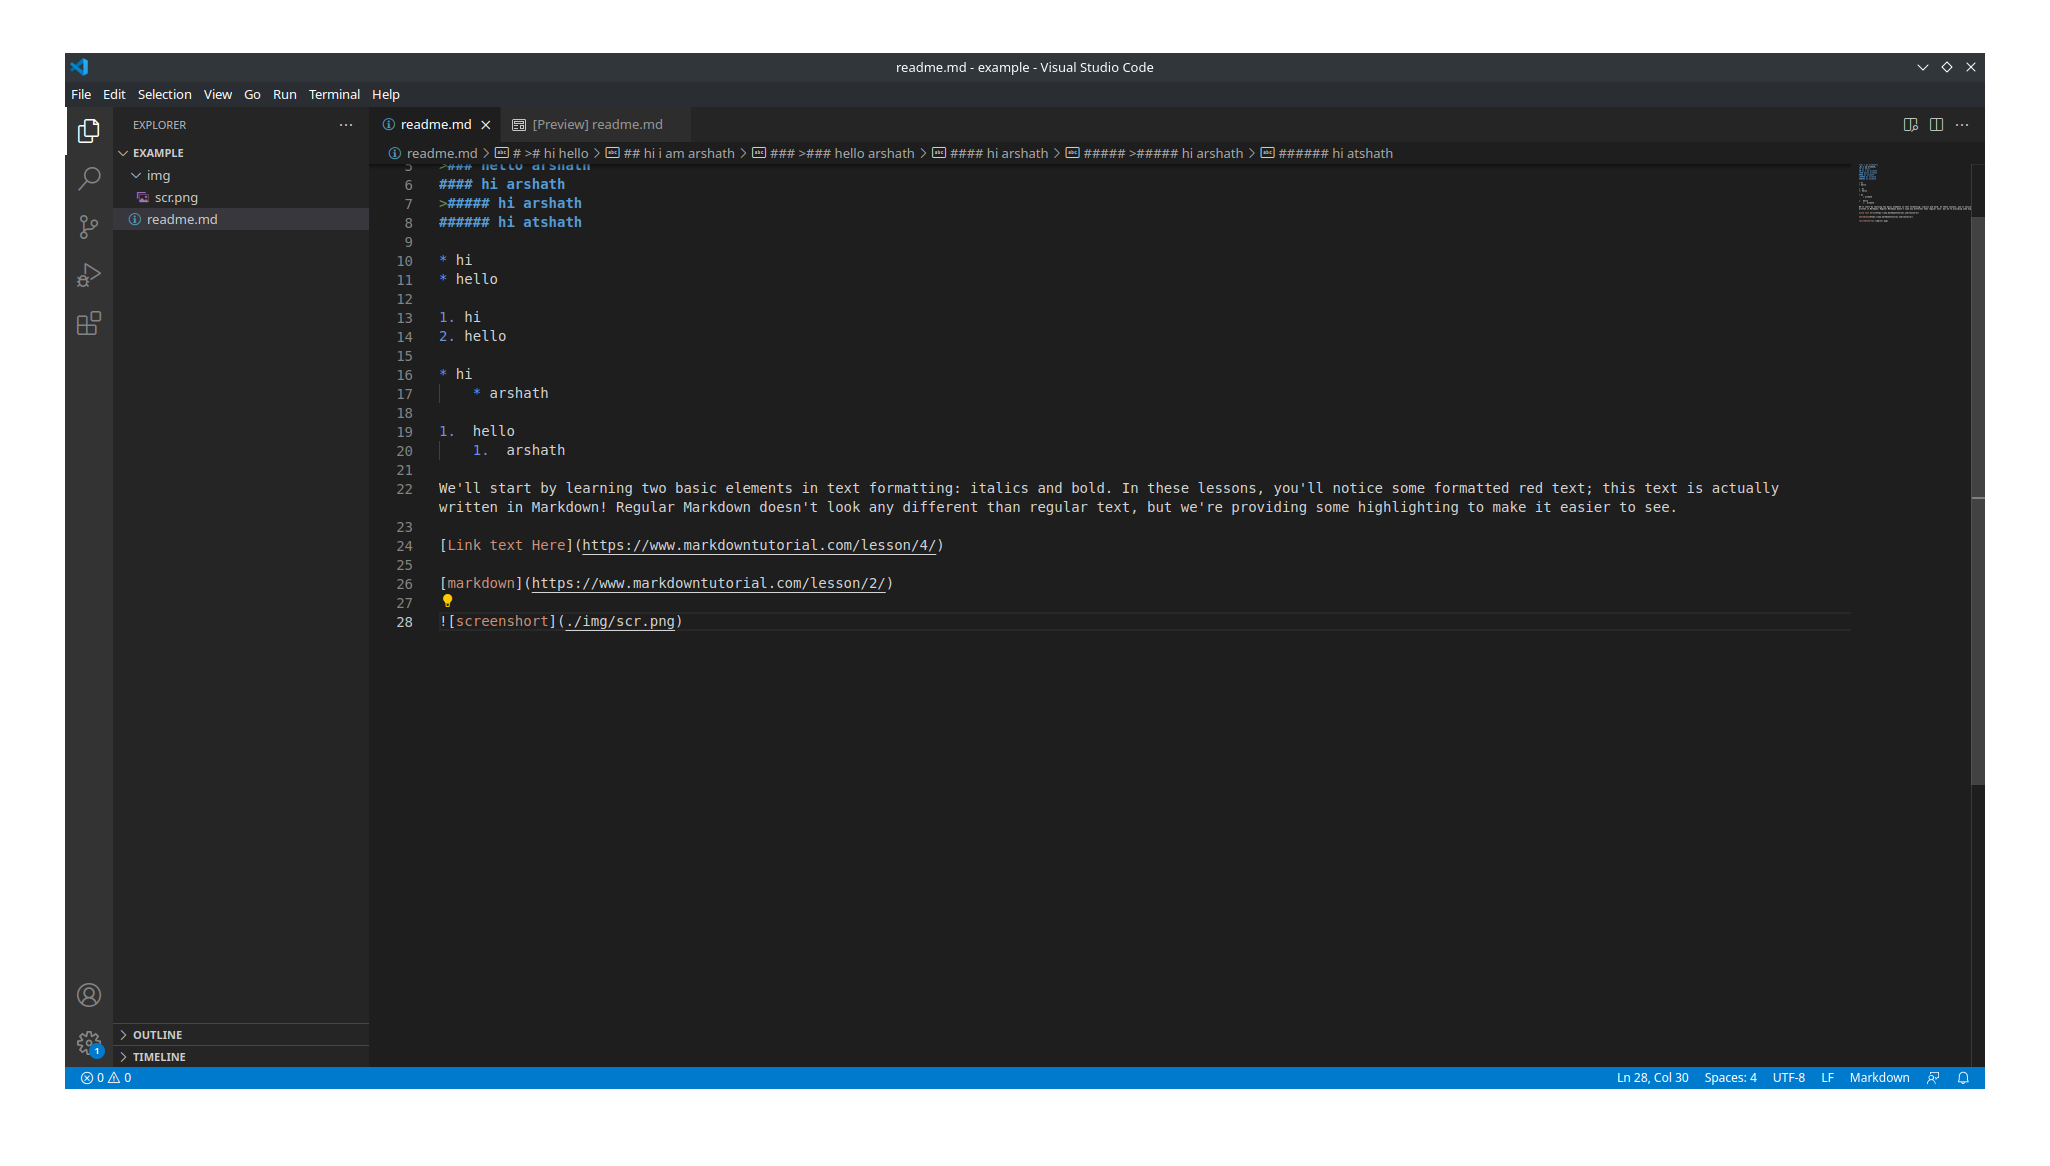 readme.md - example - Visual Studio Code
File Edit Selection View Go Run Terminal Help
EXPLORER
EXAMPLE
img
scr.png
readme.md
OUTLINE
TIMELINE
readme.md [Preview] readme.md
readme.md # ># hi hello ## hi i am arshath ### >### hello arshath #### hi arshath ##### >##### hi arshath ###### hi atshath
5 >### hello arshath
6 #### hi arshath
7 >##### hi arshath
8 ###### hi atshath
9
10 * hi
11 * hello
12
13 1. hi
14 2. hello
15
16 * hi
17 * arshath
18
19 1. hello
20 1. arshath
21
22 We'll start by learning two basic elements in text formatting: italics and bold. In these lessons, you'll notice some formatted red text; this text is actually
written in Markdown! Regular Markdown doesn't look any different than regular text, but we're providing some highlighting to make it easier to see.
23
24 [Link text Here](https://www.markdowntutorial.com/lesson/4/)
25
26 [markdown](https://www.markdowntutorial.com/lesson/2/)
27
28 ![screenshort](./img/scr.png)
1
0 0 Ln 28, Col 30 Spaces: 4 UTF-8 LF Markdown